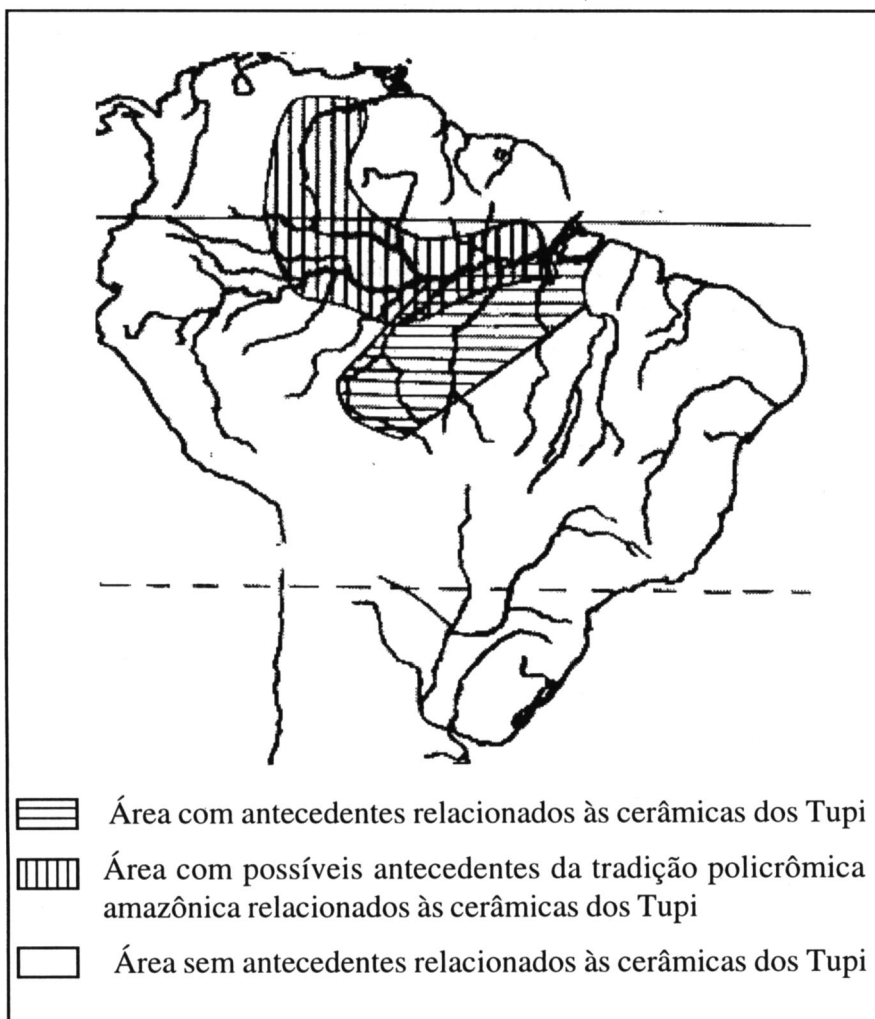 Área com antecedentes relacionados às cerâmicas dos Tupi
Área com possíveis antecedentes da tradição policrômica
amazônica relacionados às cerâmicas dos Tupi
Área sem antecedentes relacionados às cerâmicas dos Tupi